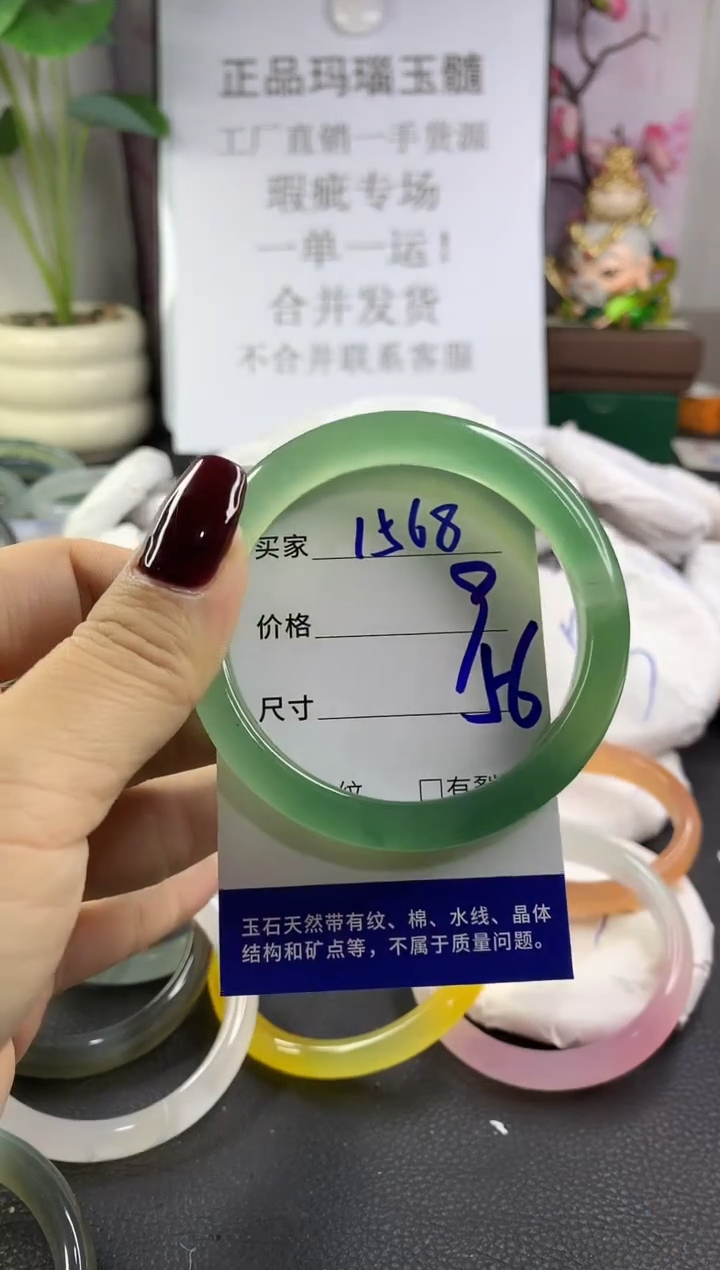 正品玛瑙玉髓
工厂直销一手货源
瑕疵专场
一单一运！
合并发货
不合并联系客服
买家 1568
价格
尺寸 56
纹 □有裂
玉石天然带有纹、棉、水线、晶体
结构和矿点等，不属于质量问题。